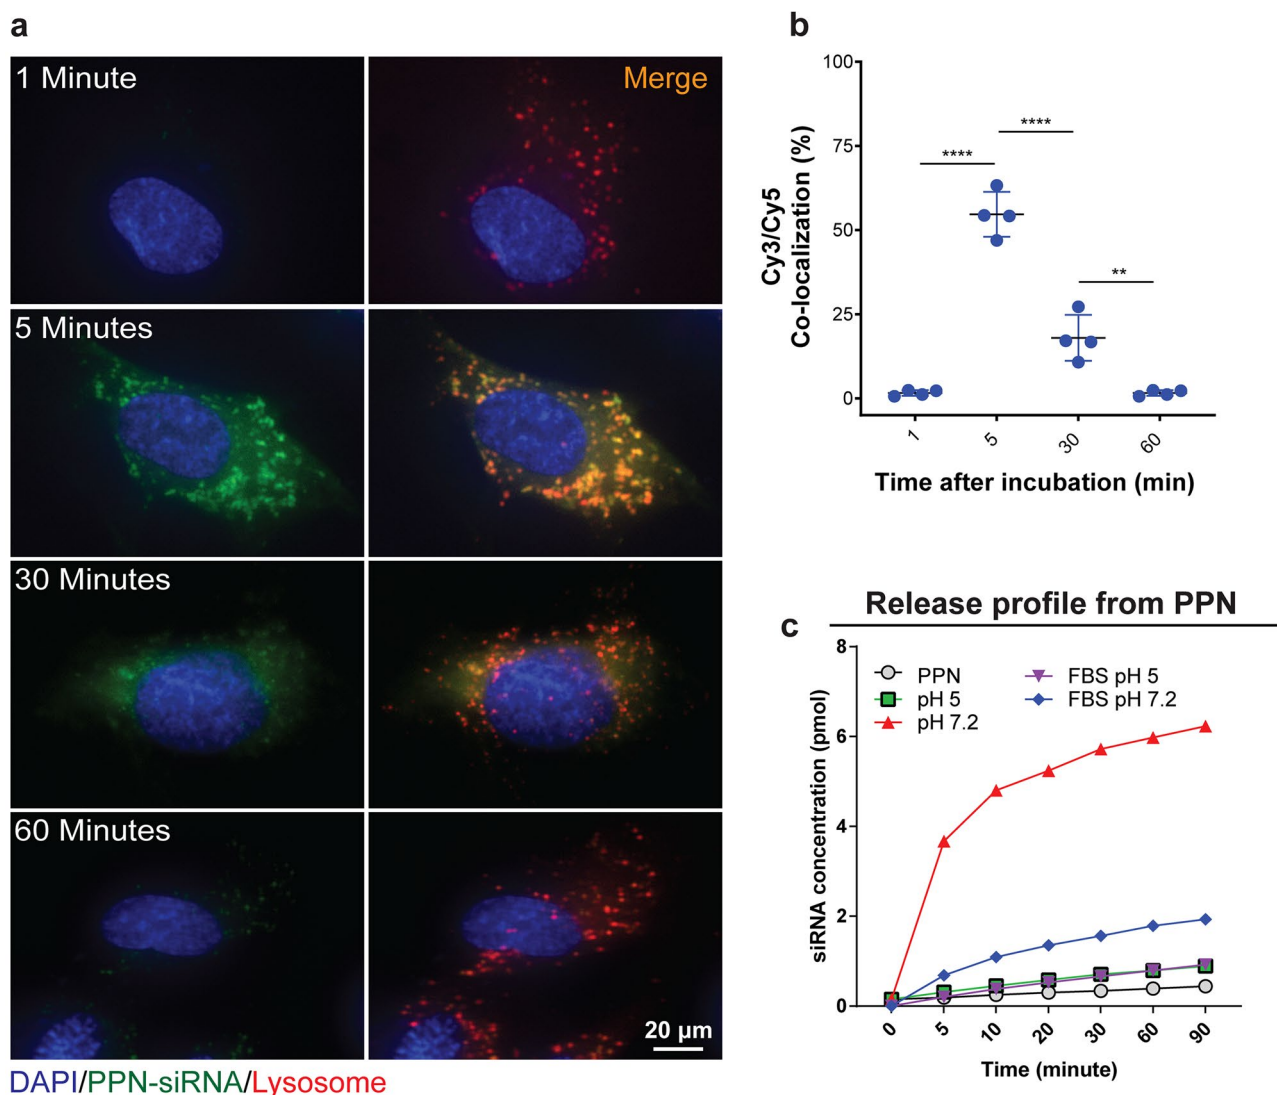 a
1 Minute
Merge
5 Minutes
30 Minutes
60 Minutes
20 µm
DAPI/PPN-siRNA/Lysosome
b
Cy3/Cy5
Co-localization (%)
100
75
50
25
0
****
****
**
1
5
30
60
Time after incubation (min)
Release profile from PPN
c
siRNA concentration (pmol)
8
6
4
2
0
PPN
pH 5
pH 7.2
FBS pH 5
FBS pH 7.2
0
5
10
20
30
60
90
Time (minute)